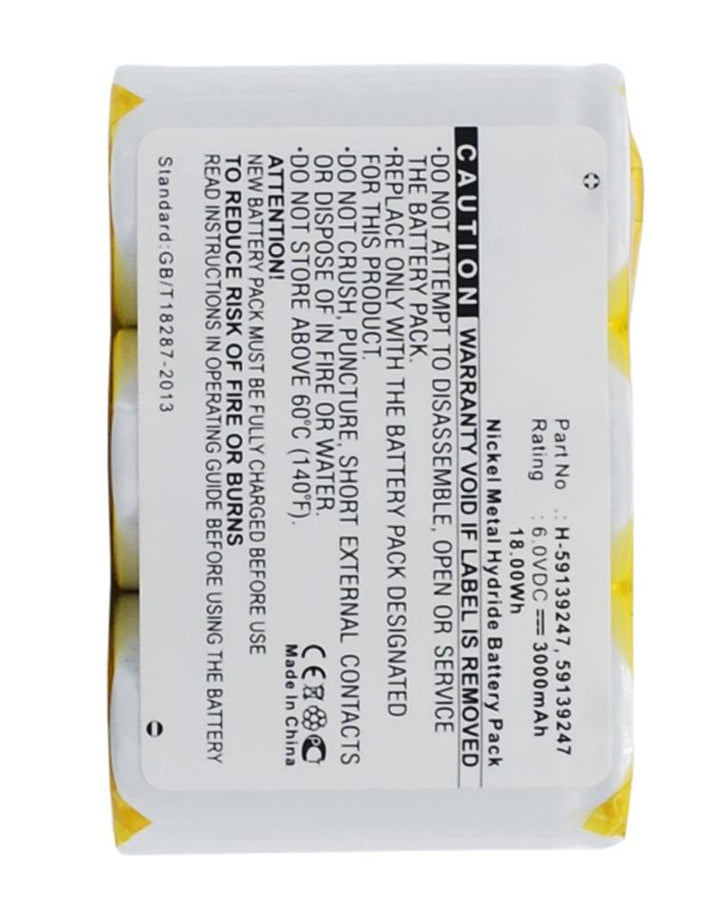 Part No .: H-59139247, 59139247
Rating : 6.0VDC ⎓ 3000mAh
18.00Wh
Nickel Metal Hydride Battery Pack
CAUTION WARRANTY VOID IF LABEL IS REMOVED
·DO NOT ATTEMPT TO DISASSEMBLE, OPEN OR SERVICE
THE BATTERY PACK.
·REPLACE ONLY WITH THE BATTERY PACK DESIGNATED
FOR THIS PRODUCT.
·DO NOT CRUSH, PUNCTURE, SHORT EXTERNAL CONTACTS
OR DISPOSE OF IN FIRE OR WATER.
·DO NOT STORE ABOVE 60°C (140°F).
CE
Made In China
ATTENTION!
NEW BATTERY PACK MUST BE FULLY CHARGED BEFORE USE
TO REDUCE RISK OF FIRE OR BURNS
READ INSTRUCTIONS IN OPERATING GUIDE BEFORE USING THE BATTERY
Standard:GB/T18287-2013